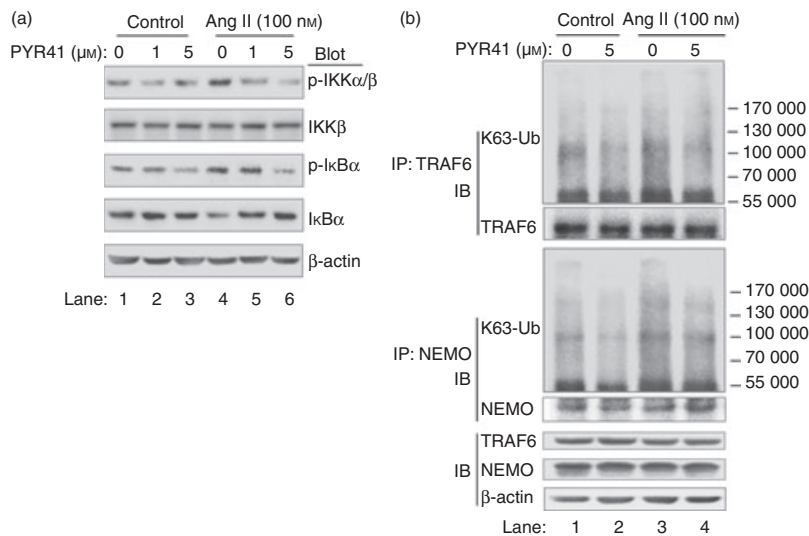 (a)
Control Ang II (100 nM)
PYR41 (μM): 0 1 5 0 1 5 Blot
p-IKKα/β
IKKβ
p-IκBα
IκBα
β-actin
Lane: 1 2 3 4 5 6
(b)
Control Ang II (100 nM)
PYR41 (μM): 0 5 0 5
K63-Ub
IP: TRAF6
IB
170 000
130 000
100 000
70 000
55 000
TRAF6
K63-Ub
IP: NEMO
IB
170 000
130 000
100 000
70 000
55 000
NEMO
TRAF6
IB NEMO
β-actin
Lane: 1 2 3 4